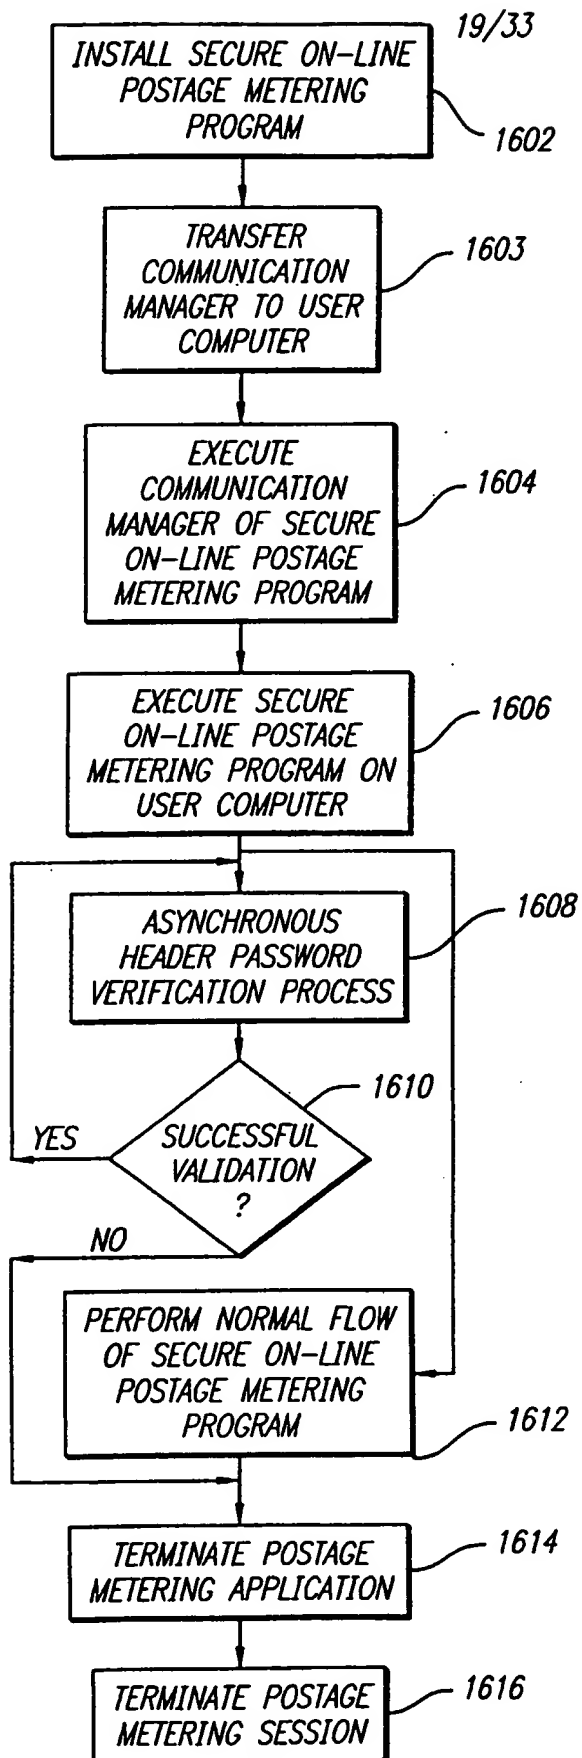 19/33
INSTALL SECURE ON-LINE
POSTAGE METERING
PROGRAM
1602
TRANSFER
COMMUNICATION
MANAGER TO USER
COMPUTER
1603
EXECUTE
COMMUNICATION
MANAGER OF SECURE
ON-LINE POSTAGE
METERING PROGRAM
1604
EXECUTE SECURE
ON-LINE POSTAGE
METERING PROGRAM ON
USER COMPUTER
1606
ASYNCHRONOUS
HEADER PASSWORD
VERIFICATION PROCESS
1608
SUCCESSFUL
VALIDATION
?
1610
YES
NO
PERFORM NORMAL FLOW
OF SECURE ON-LINE
POSTAGE METERING
PROGRAM
1612
TERMINATE POSTAGE
METERING APPLICATION
1614
TERMINATE POSTAGE
METERING SESSION
1616